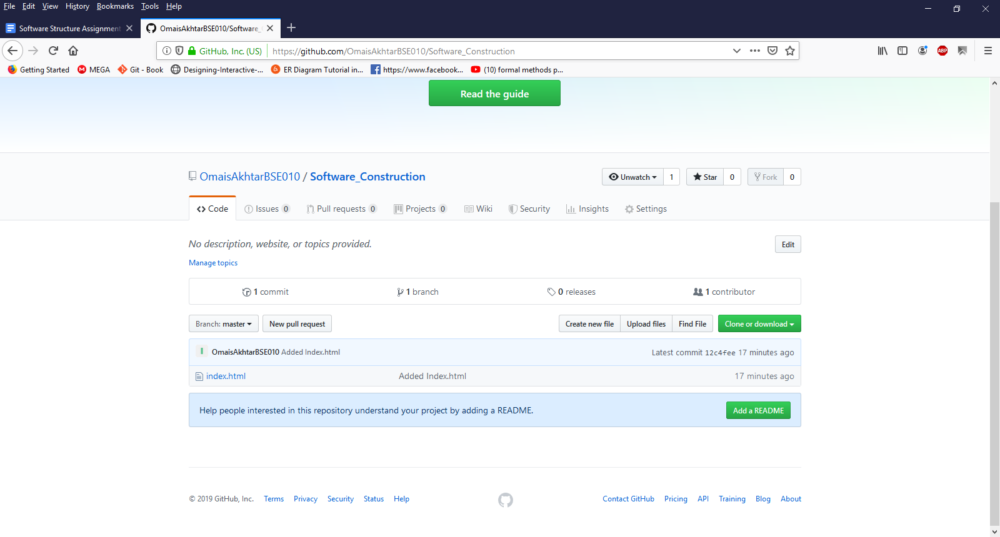 File Edit View History Bookmarks Tools Help
Software Structure Assignment
OmaisAkhtarBSE010/Software_
GitHub, Inc. (US) https://github.com/OmaisAkhtarBSE010/Software_Construction
ABP
Getting Started MEGA Git - Book Designing-Interactive-... ER Diagram Tutorial in... https://www.facebook... (10) formal methods p...
Read the guide
OmaisAkhtarBSE010 / Software_Construction
Unwatch 1 Star 0 Fork 0
Code Issues 0 Pull requests 0 Projects 0 Wiki Security Insights Settings
No description, website, or topics provided.
Edit
Manage topics
1 commit 1 branch 0 releases 1 contributor
Branch: master New pull request Create new file Upload files Find File Clone or download
OmaisAkhtarBSE010 Added Index.html Latest commit 12c4fee 17 minutes ago
index.html Added Index.html 17 minutes ago
Help people interested in this repository understand your project by adding a README. Add a README
© 2019 GitHub, Inc. Terms Privacy Security Status Help Contact GitHub Pricing API Training Blog About